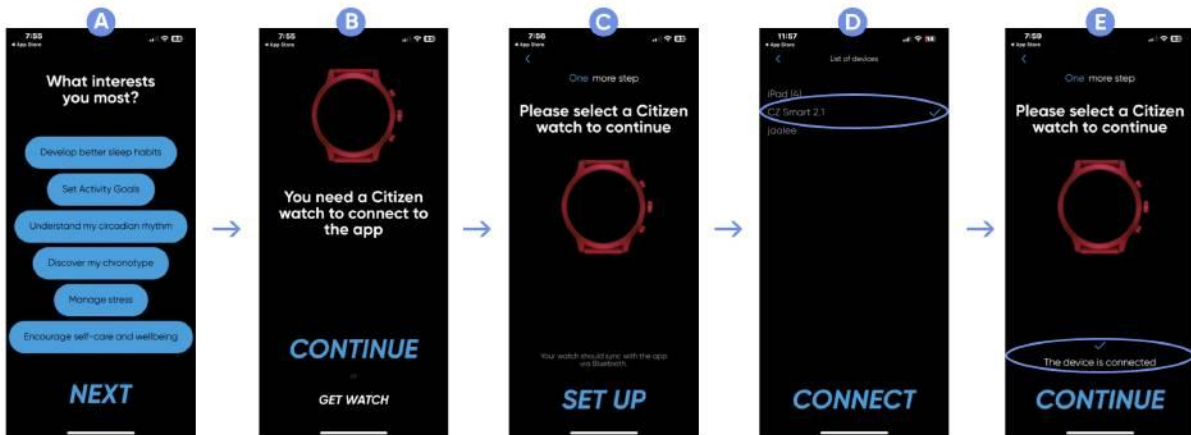 A
7:55
App Store
What interests
you most?
Develop better sleep habits
Set Activity Goals
Understand my circadian rhythm
Discover my chronotype
Manage stress
Encourage self-care and wellbeing
NEXT
B
7:55
App Store
You need a Citizen
watch to connect to
the app
CONTINUE
or
GET WATCH
C
7:56
App Store
One more step
Please select a Citizen
watch to continue
Your watch should sync with the app
via Bluetooth.
SET UP
D
11:57
App Store
List of devices
iPad (4)
CZ Smart 2.1
jaalee
CONNECT
E
7:59
App Store
One more step
Please select a Citizen
watch to continue
The device is connected
CONTINUE